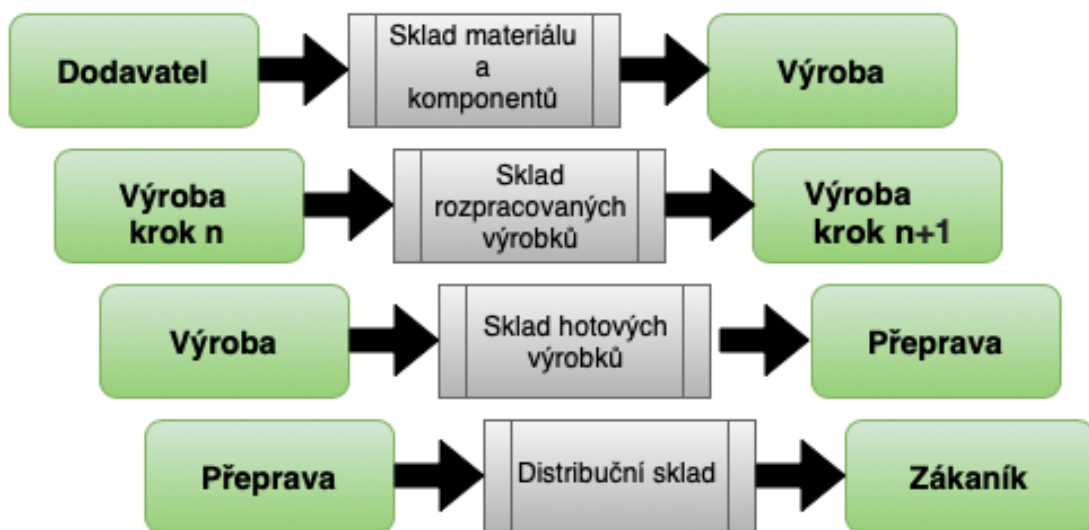 Dodavatel
Sklad materiálu
a
komponentů
Výroba
Výroba
krok n
Sklad
rozpracovaných
výrobků
Výroba
krok n+1
Výroba
Sklad hotových
výrobků
Přeprava
Přeprava
Distribuční sklad
Zákaník